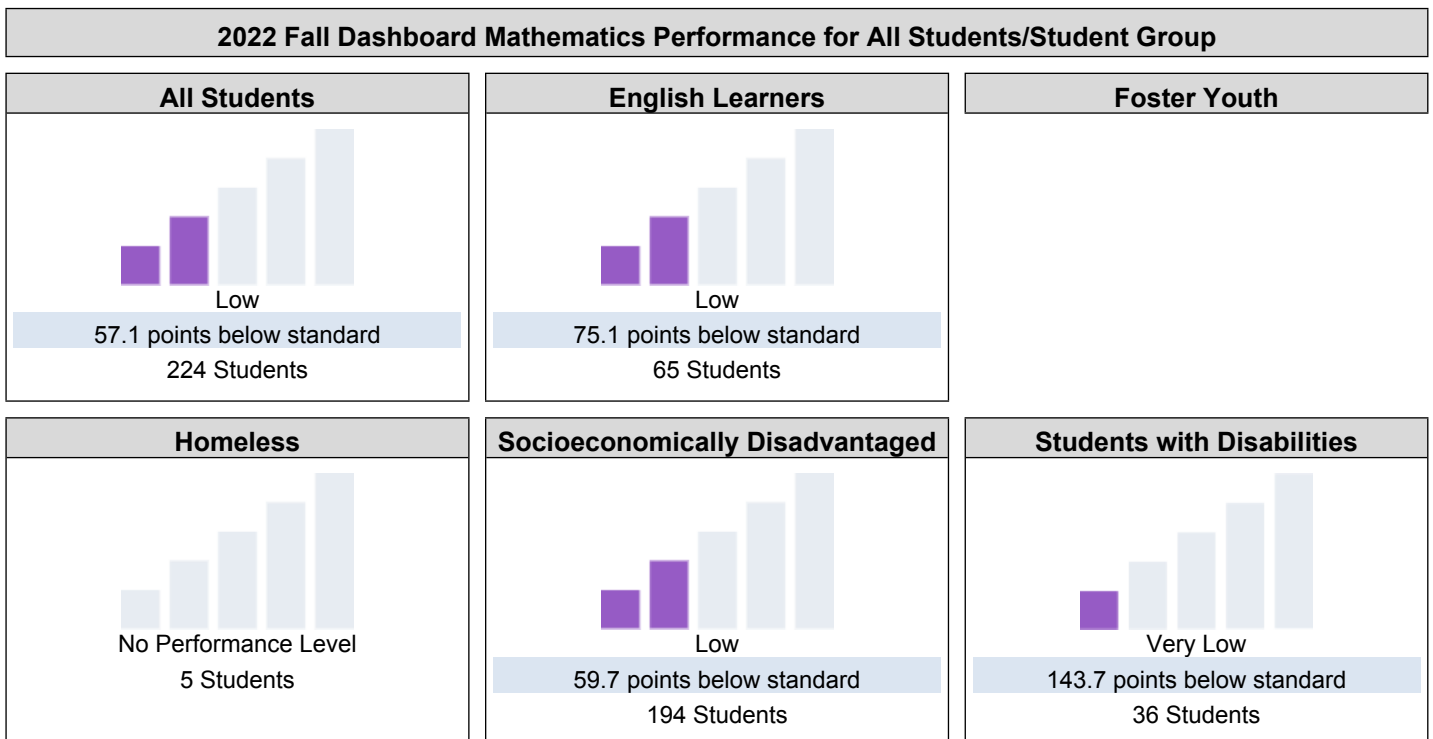 2022 Fall Dashboard Mathematics Performance for All Students/Student Group
All Students
Low
57.1 points below standard
224 Students
English Learners
Low
75.1 points below standard
65 Students
Foster Youth
Homeless
No Performance Level
5 Students
Socioeconomically Disadvantaged
Low
59.7 points below standard
194 Students
Students with Disabilities
Very Low
143.7 points below standard
36 Students